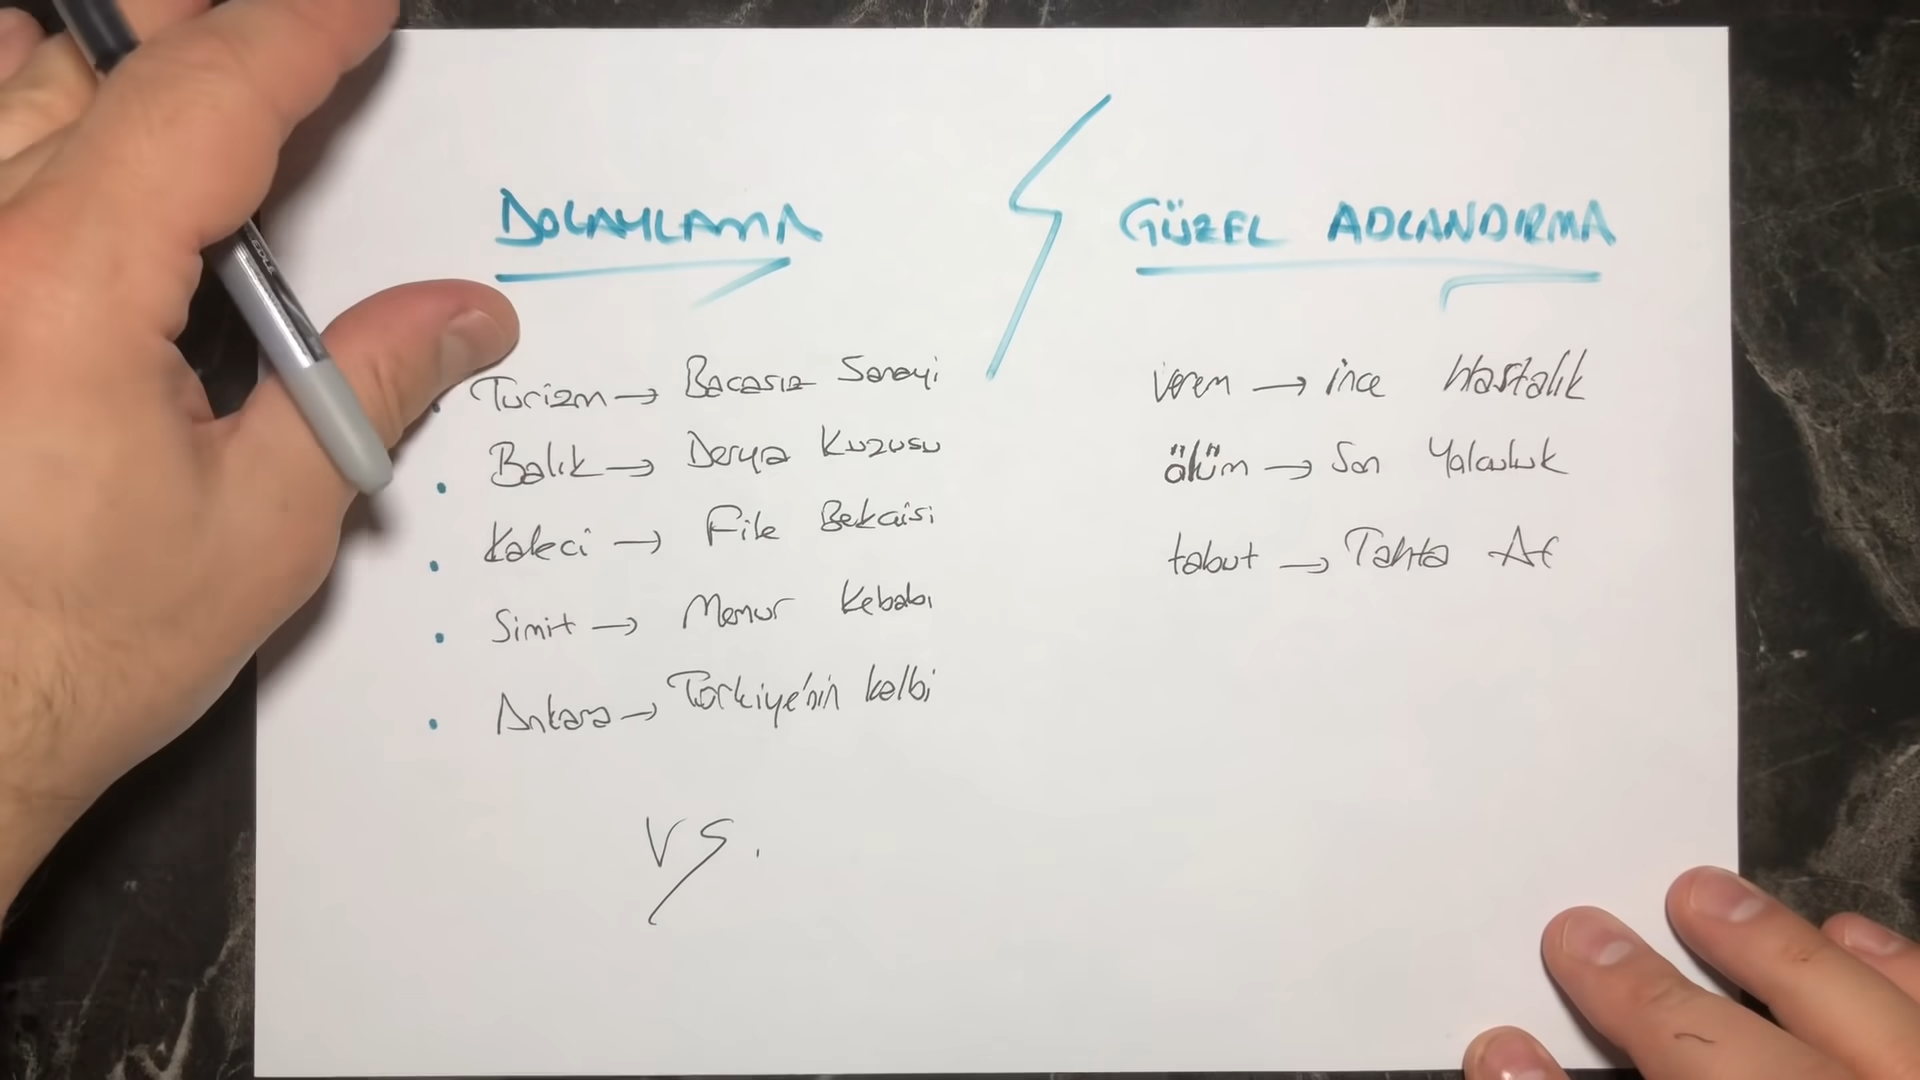 DOLAYLAMA
Turizm → Bacasız Sanayi
Balık → Derya Kuzusu
Kaleci → File Bekçisi
Simit → Memur Kebabı
Ankara → Türkiye'nin kalbi
VS.
GÜZEL ADLANDIRMA
verem → ince Hastalık
ölüm → Son Yolculuk
tabut → Tahta At